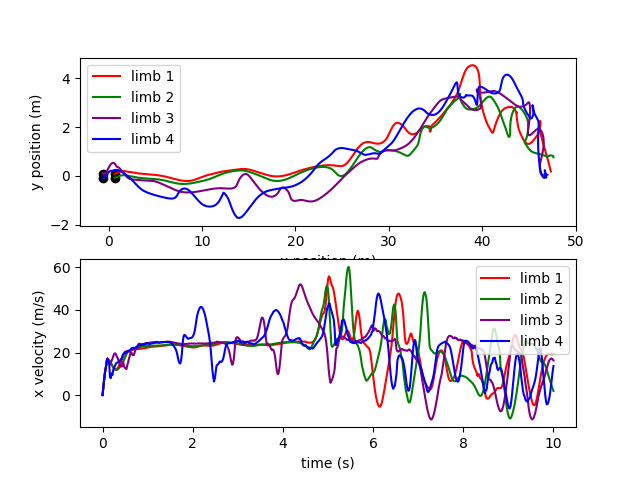 limb 1
limb 2
limb 3
limb 4
y position (m)
4
2
0
−2
0 10 20 30 40 50
x position (m)
limb 1
limb 2
limb 3
limb 4
x velocity (m/s)
60
40
20
0
0 2 4 6 8 10
time (s)